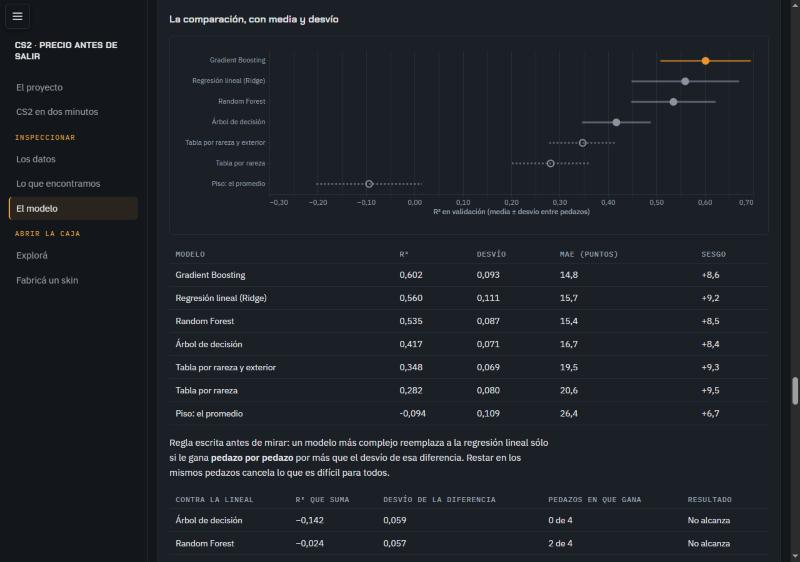 CS2 · PRECIO ANTES DE
SALIR
El proyecto
CS2 en dos minutos
INSPECCIONAR
Los datos
Lo que encontramos
El modelo
ABRIR LA CAJA
Explorá
Fabricá un skin
La comparación, con media y desvío
Gradient Boosting
Regresión lineal (Ridge)
Random Forest
Árbol de decisión
Tabla por rareza y exterior
Tabla por rareza
Piso: el promedio
−0,30 −0,20 −0,10 0,00 0,10 0,20 0,30 0,40 0,50 0,60 0,70
R² en validación (media ± desvío entre pedazos)
MODELO R² DESVÍO MAE (PUNTOS) SESGO
Gradient Boosting 0,602 0,093 14,8 +8,6
Regresión lineal (Ridge) 0,560 0,111 15,7 +9,2
Random Forest 0,535 0,087 15,4 +8,5
Árbol de decisión 0,417 0,071 16,7 +8,4
Tabla por rareza y exterior 0,348 0,069 19,5 +9,3
Tabla por rareza 0,282 0,080 20,6 +9,5
Piso: el promedio -0,094 0,109 26,4 +6,7
Regla escrita antes de mirar: un modelo más complejo reemplaza a la regresión lineal sólo
si le gana pedazo por pedazo por más que el desvío de esa diferencia. Restar en los
mismos pedazos cancela lo que es difícil para todos.
CONTRA LA LINEAL R² QUE SUMA DESVÍO DE LA DIFERENCIA PEDAZOS EN QUE GANA RESULTADO
Árbol de decisión −0,142 0,059 0 de 4 No alcanza
Random Forest −0,024 0,057 2 de 4 No alcanza